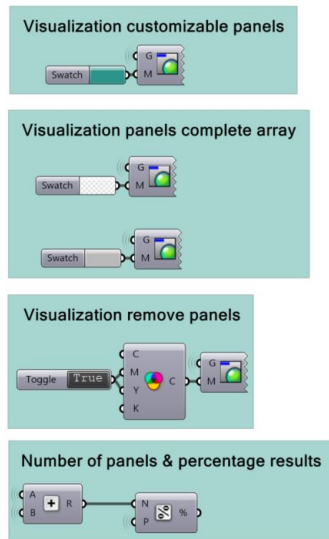 Visualization customizable panels
G
Swatch M
Visualization panels complete array
G
Swatch M
G
Swatch M
Visualization remove panels
C
M G
Toggle True C M
Y
K
Number of panels & percentage results
A
R N
B P %